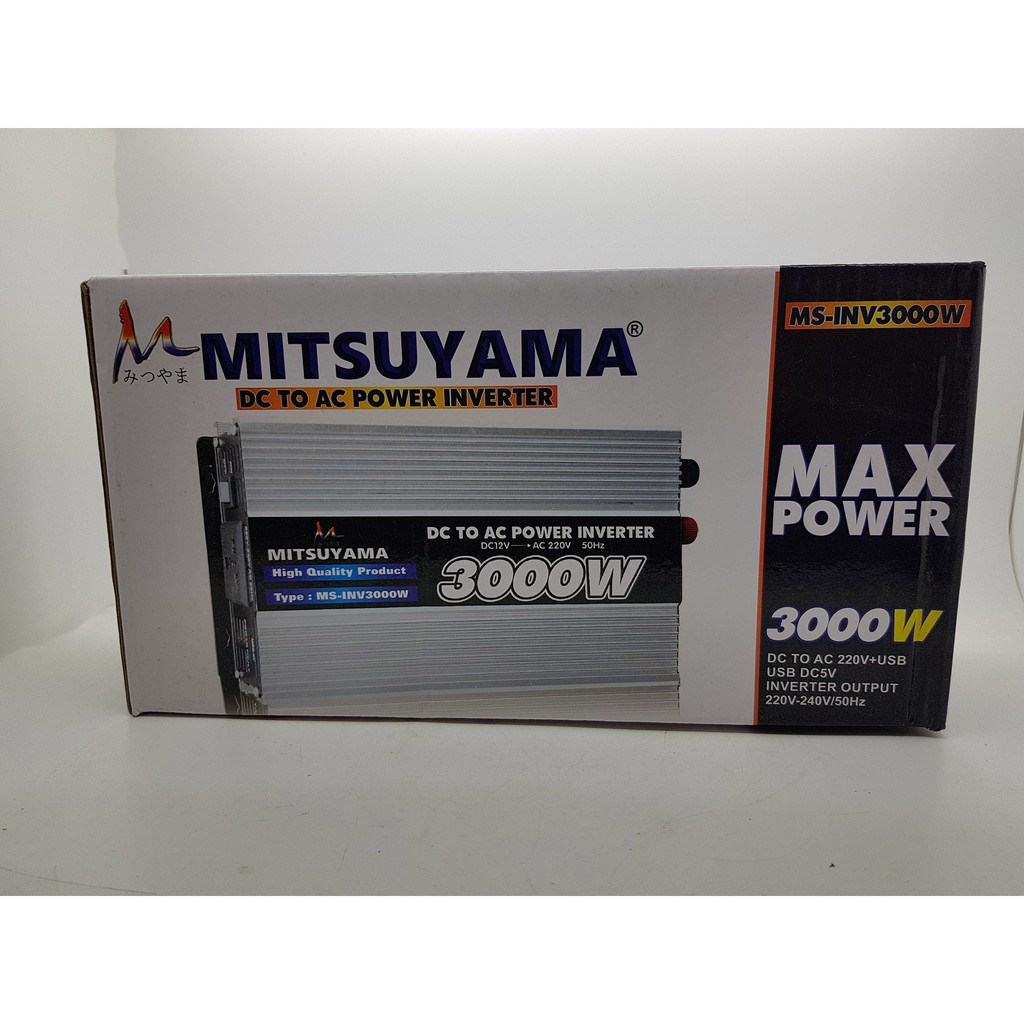 MITSUYAMA®
みつやま
DC TO AC POWER INVERTER
MITSUYAMA
High Quality Product
Type : MS-INV3000W
DC TO AC POWER INVERTER
DC12V → AC 220V 50Hz
3000W
MS-INV3000W
MAX
POWER
3000W
DC TO AC 220V+USB
USB DC5V
INVERTER OUTPUT
220V-240V/50Hz